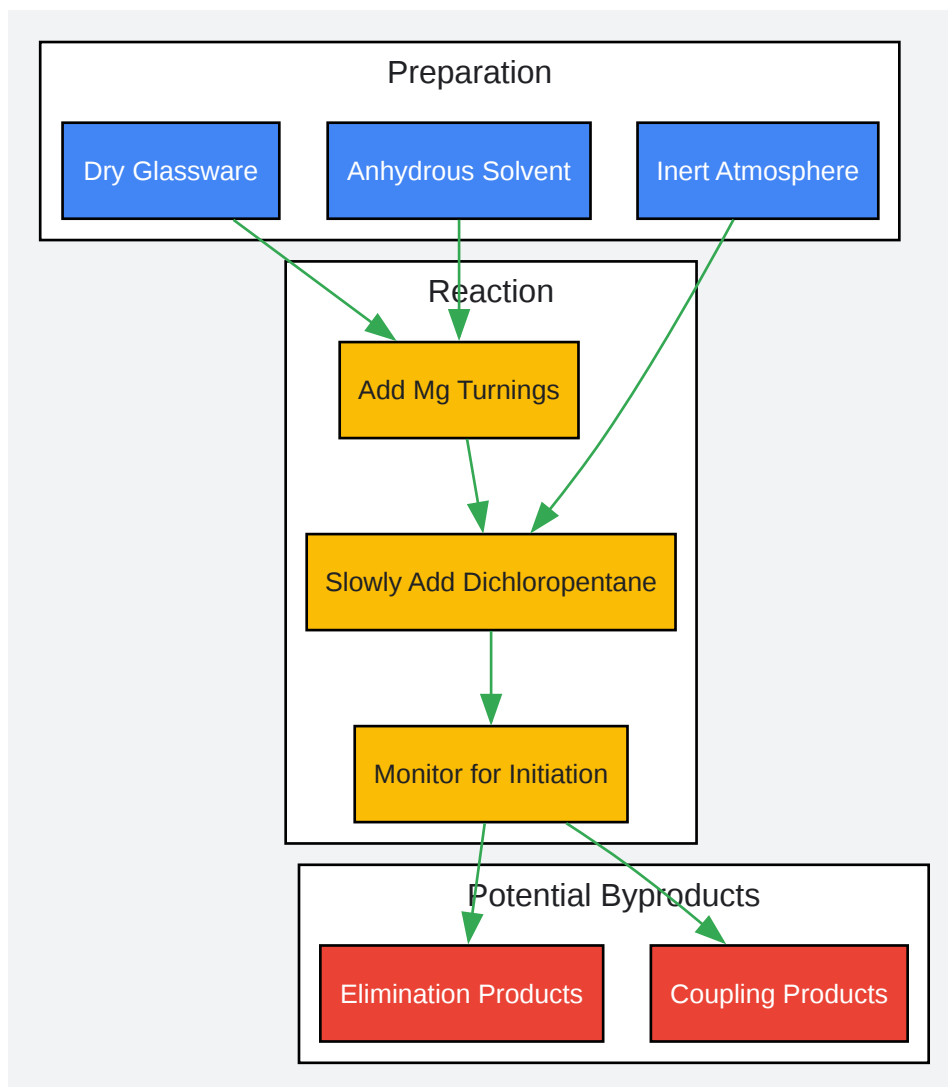 Preparation
Dry Glassware
Anhydrous Solvent
Inert Atmosphere
Reaction
Add Mg Turnings
Slowly Add Dichloropentane
Monitor for Initiation
Potential Byproducts
Elimination Products
Coupling Products